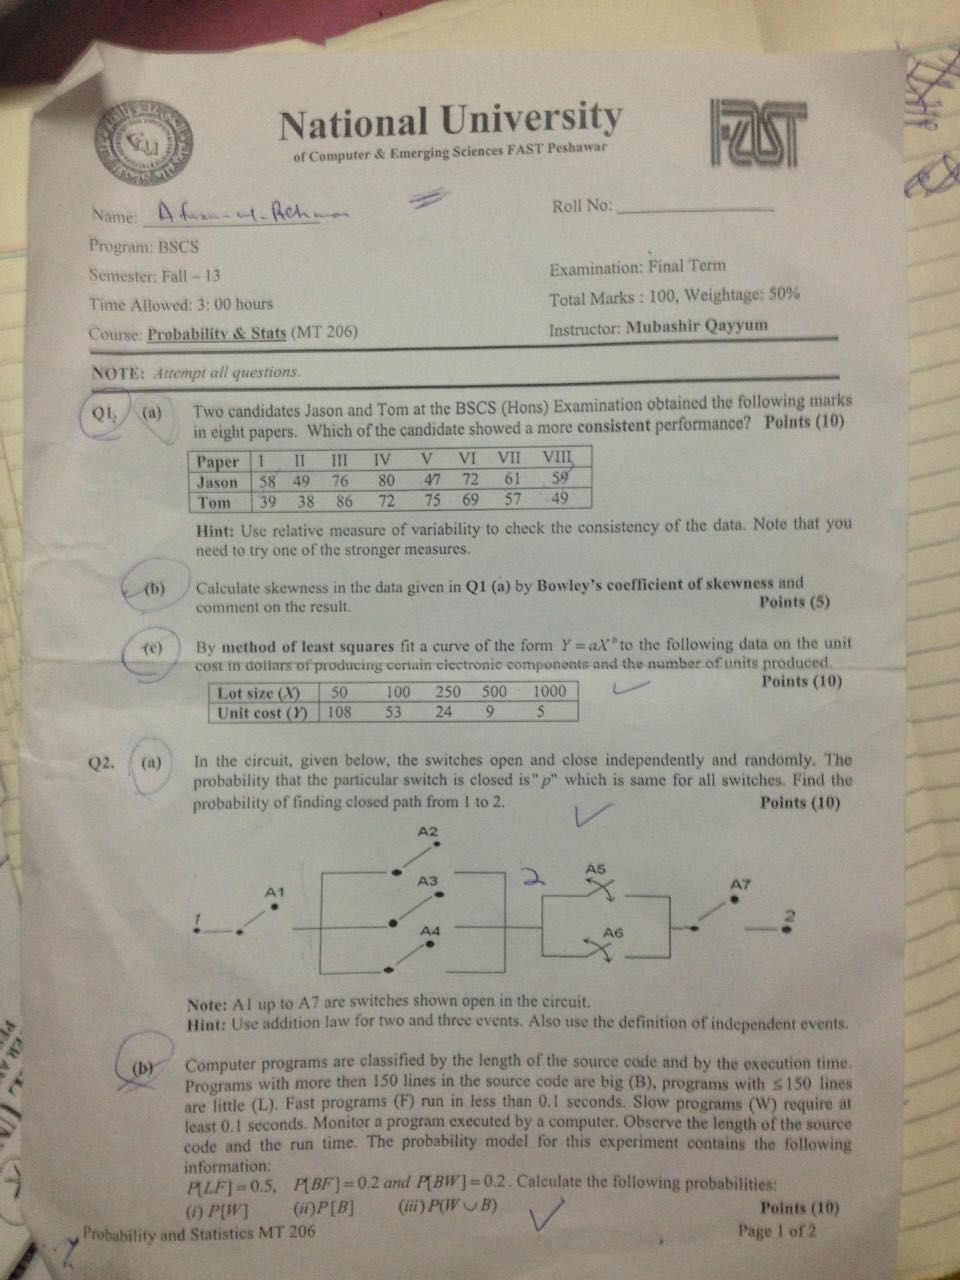 National University
of Computer & Emerging Sciences FAST Peshawar
FAST
Name:
Roll No:
Program: BSCS
Semester: Fall – 13
Examination: Final Term
Time Allowed: 3: 00 hours
Total Marks : 100, Weightage: 50%
Course: Probability & Stats (MT 206)
Instructor: Mubashir Qayyum
NOTE: Attempt all questions.
Q1. (a) Two candidates Jason and Tom at the BSCS (Hons) Examination obtained the following marks
in eight papers. Which of the candidate showed a more consistent performance? Points (10)
Paper I II III IV V VI VII VIII
Jason 58 49 76 80 47 72 61 59
Tom 39 38 86 72 75 69 57 49
Hint: Use relative measure of variability to check the consistency of the data. Note that you
need to try one of the stronger measures.
(b) Calculate skewness in the data given in Q1 (a) by Bowley's coefficient of skewness and
comment on the result. Points (5)
(c) By method of least squares fit a curve of the form Y = aX^b to the following data on the unit
cost in dollars of producing certain electronic components and the number of units produced.
Points (10)
Lot size (X) 50 100 250 500 1000
Unit cost (Y) 108 53 24 9 5
Q2. (a) In the circuit, given below, the switches open and close independently and randomly. The
probability that the particular switch is closed is" p" which is same for all switches. Find the
probability of finding closed path from 1 to 2. Points (10)
A2
A1
A3
2
A5
A7
1
A4
A6
2
Note: A1 up to A7 are switches shown open in the circuit.
Hint: Use addition law for two and three events. Also use the definition of independent events.
(b) Computer programs are classified by the length of the source code and by the execution time.
Programs with more then 150 lines in the source code are big (B), programs with ≤ 150 lines
are little (L). Fast programs (F) run in less than 0.1 seconds. Slow programs (W) require at
least 0.1 seconds. Monitor a program executed by a computer. Observe the length of the source
code and the run time. The probability model for this experiment contains the following
information:
P[LF] = 0.5, P[BF] = 0.2 and P[BW] = 0.2. Calculate the following probabilities:
(i) P[W] (ii) P[B] (iii) P(W ∪ B) Points (10)
Probability and Statistics MT 206
Page 1 of 2